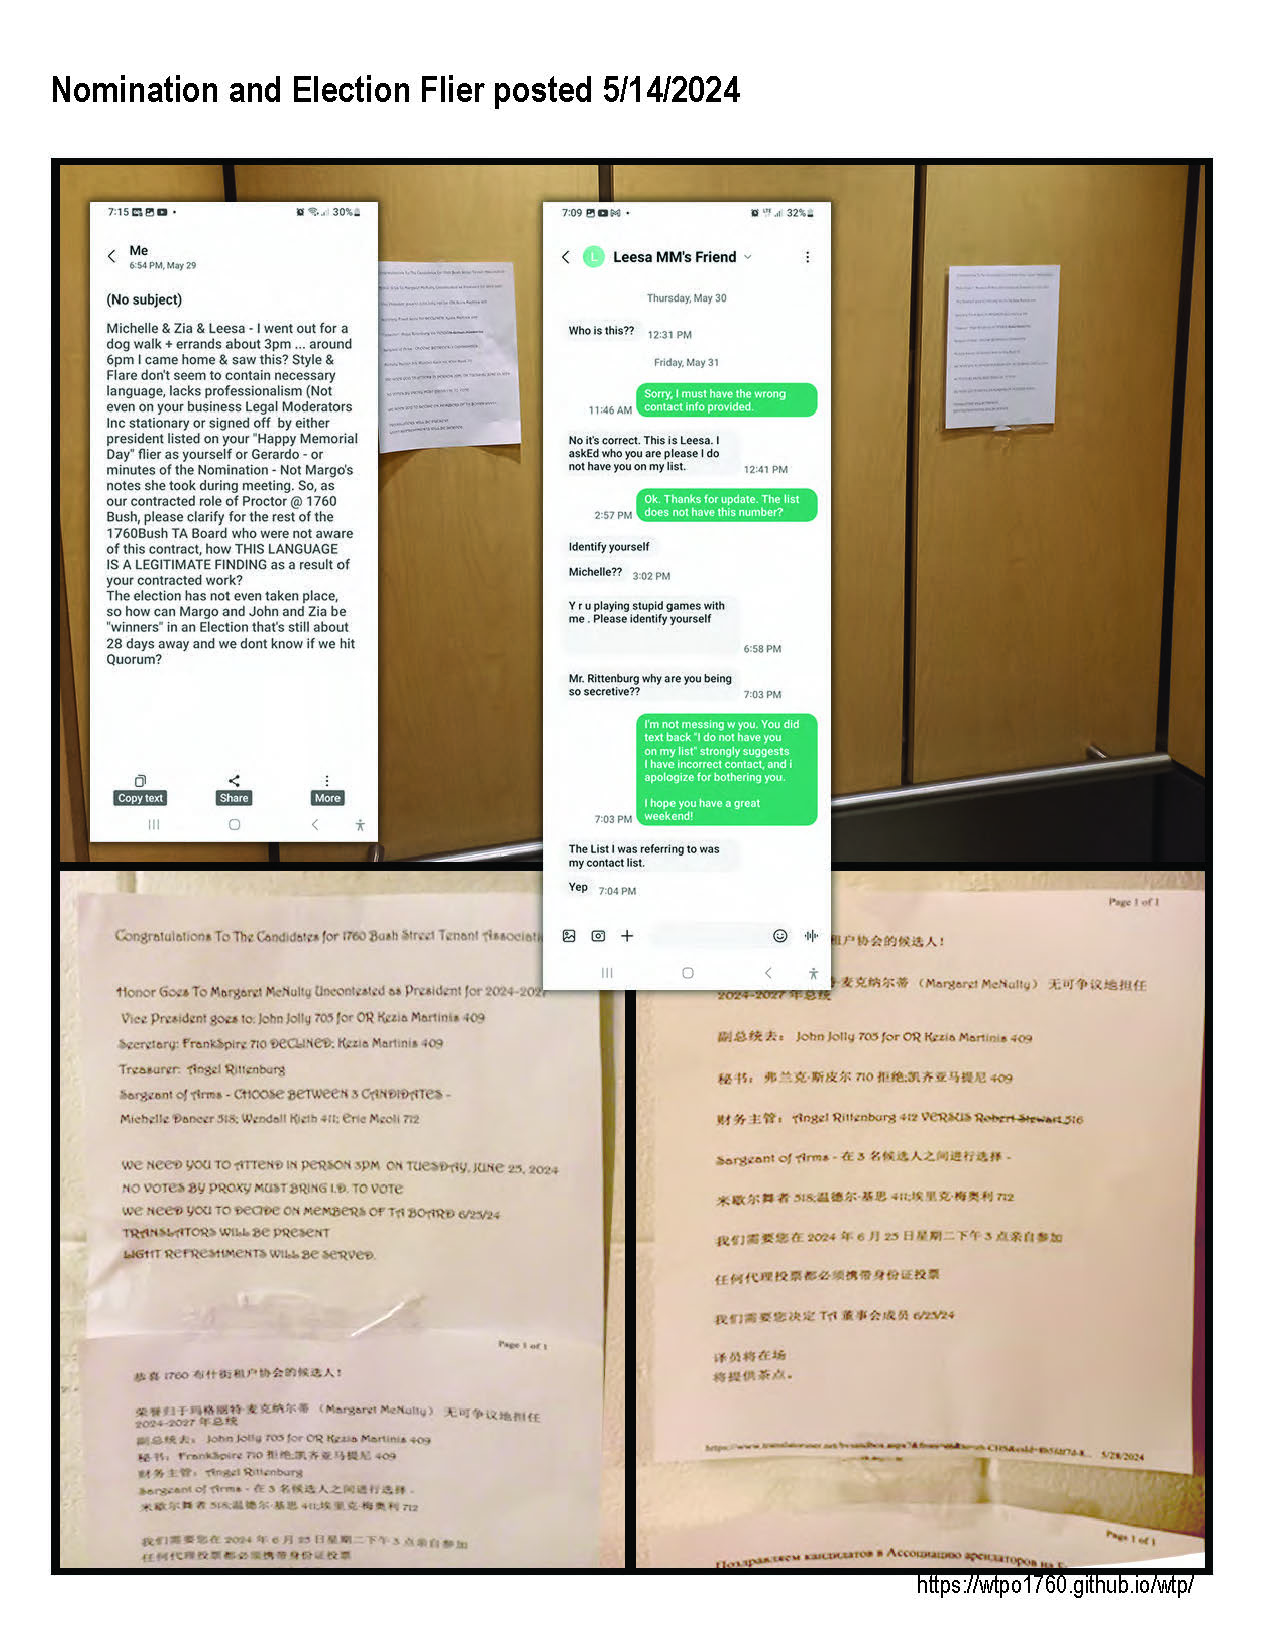 Nomination and Election Flier posted 5/14/2024
7:15
30%
Me
6:54 PM, May 29
(No subject)
Michelle & Zia & Leesa - I went out for a
dog walk + errands about 3pm ... around
6pm I came home & saw this? Style &
Flare don't seem to contain necessary
language, lacks professionalism (Not
even on your business Legal Moderators
Inc stationary or signed off by either
president listed on your "Happy Memorial
Day" flier as yourself or Gerardo - or
minutes of the Nomination - Not Margo's
notes she took during meeting. So, as
our contracted role of Proctor @ 1760
Bush, please clarify for the rest of the
1760Bush TA Board who were not aware
of this contract, how THIS LANGUAGE
IS A LEGITIMATE FINDING as a result of
your contracted work?
The election has not even taken place,
so how can Margo and John and Zia be
"winners" in an Election that's still about
28 days away and we dont know if we hit
Quorum?
Copy text
Share
More
7:09
LTE
32%
L
Leesa MM's Friend
Thursday, May 30
Who is this?? 12:31 PM
Friday, May 31
Sorry, I must have the wrong
contact info provided.
11:46 AM
No it's correct. This is Leesa. I
askEd who you are please I do
not have you on my list.
12:41 PM
Ok. Thanks for update. The list
does not have this number?
2:57 PM
Identify yourself
Michelle?? 3:02 PM
Y r u playing stupid games with
me . Please identify yourself
6:58 PM
Mr. Rittenburg why are you being
so secretive??
7:03 PM
I'm not messing w you. You did
text back "I do not have you
on my list" strongly suggests
I have incorrect contact, and i
apologize for bothering you.
I hope you have a great
weekend!
7:03 PM
The List I was referring to was
my contact list.
Yep 7:04 PM
Congratulations To The Candidates for 1760 Bush Street Tenant
Honor Goes To Margaret McNulty Uncontested as President for 2024-2027
Vice President goes to: John Jolly 705 for OR Kezia Martinis 409
Secretary: FrankSpire 710 DECLINED; Kezia Martinis 409
Treasurer: Angel Rittenburg
Sargeant of Arms - CHOOSE BETWEEN 3 CANDIDATES -
Michelle Dancer 518; Wendall Kieth 411; Eric Meoli 712
WE NEED YOU TO ATTEND IN PERSON 3PM ON TUESDAY, JUNE 25, 2024
NO VOTES BY PROXY MUST BRING I.D. TO VOTE
WE NEED YOU TO DECIDE ON MEMBERS OF TA BOARD 6/25/24
TRANSLATORS WILL BE PRESENT
LIGHT REFRESHMENTS WILL BE SERVED.
Page 1 of 1
恭喜 1760 布什街租户协会的候选人!
荣誉归于玛格丽特·麦克纳尔蒂 (Margaret McNulty) 无可争议地担任
2024-2027 年总统
副总统去: John Jolly 705 for OR Kezia Martinis 409
秘书: FrankSpire 710 拒绝;凯齐亚马提尼 409
财务主管: Angel Rittenburg
Sargeant of Arms - 在 3 名候选人之间进行选择 -
米歇尔舞者 518;温德尔·基思 411;埃里克·梅奥利 712
我们需要您在 2024 年 6 月 25 日星期二下午 3 点亲自参加
任何代理投票都必须携带身份证投票
Page 1 of 1
租户协会的候选人!
麦克纳尔蒂 (Margaret McNulty) 无可争议地担任
2024-2027 年总统
副总统去: John Jolly 705 for OR Kezia Martinis 409
秘书: 弗兰克·斯皮尔 710 拒绝;凯齐亚马提尼 409
财务主管: Angel Rittenburg 412 VERSUS Robert Stewart 516
Sargeant of Arms - 在 3 名候选人之间进行选择 -
米歇尔舞者 518;温德尔·基思 411;埃里克·梅奥利 712
我们需要您在 2024 年 6 月 25 日星期二下午 3 点亲自参加
任何代理投票都必须携带身份证投票
我们需要您决定 TA 董事会成员 6/25/24
译员将在场
将提供茶点。
5/28/2024
Page 1 of 1
Поздравляем кандидатов в Ассоциацию арендаторов на
https://wtpo1760.github.io/wtp/